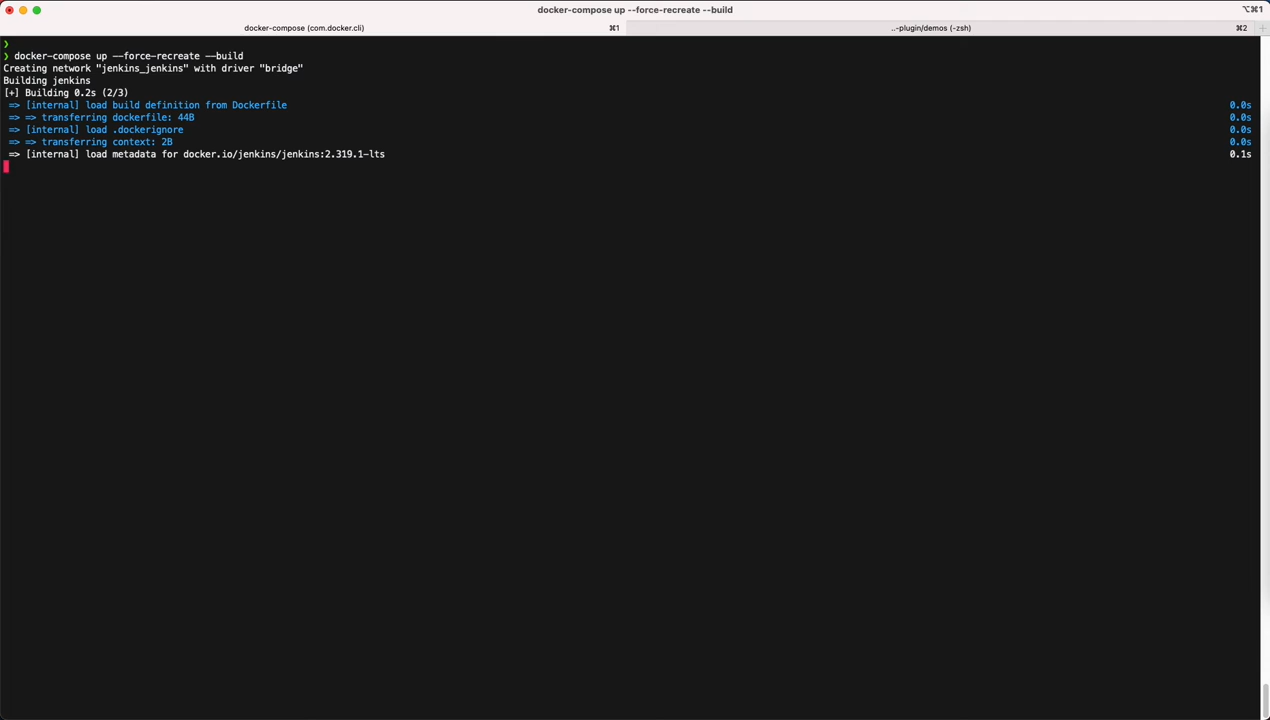 docker-compose up --force-recreate --build
⌥⌘1
docker-compose (com.docker.cli) ⌘1
..-plugin/demos (-zsh) ⌘2 +
❯
❯ docker-compose up --force-recreate --build
Creating network "jenkins_jenkins" with driver "bridge"
Building jenkins
[+] Building 0.2s (2/3)
=> [internal] load build definition from Dockerfile 0.0s
=> => transferring dockerfile: 44B 0.0s
=> [internal] load .dockerignore 0.0s
=> => transferring context: 2B 0.0s
=> [internal] load metadata for docker.io/jenkins/jenkins:2.319.1-lts 0.1s